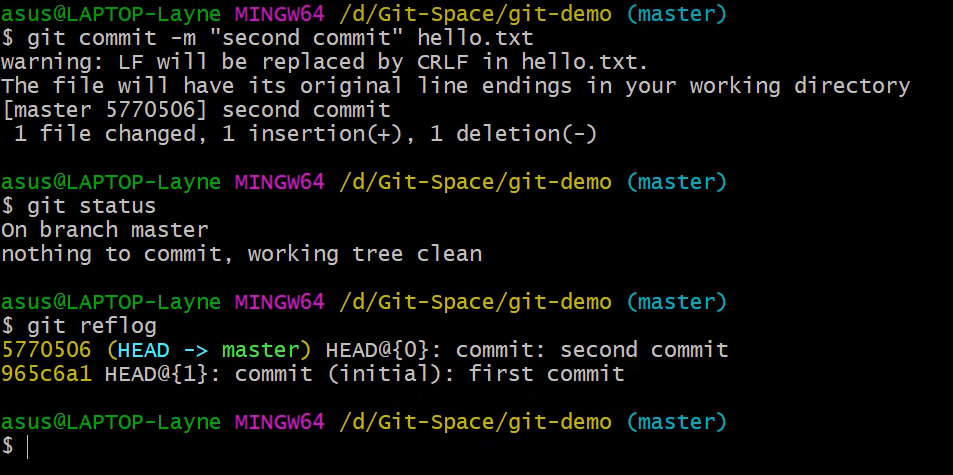 asus@LAPTOP-Layne MINGW64 /d/Git-Space/git-demo (master)
$ git commit -m "second commit" hello.txt
warning: LF will be replaced by CRLF in hello.txt.
The file will have its original line endings in your working directory
[master 5770506] second commit
 1 file changed, 1 insertion(+), 1 deletion(-)
asus@LAPTOP-Layne MINGW64 /d/Git-Space/git-demo (master)
$ git status
On branch master
nothing to commit, working tree clean
asus@LAPTOP-Layne MINGW64 /d/Git-Space/git-demo (master)
$ git reflog
5770506 (HEAD -> master) HEAD@{0}: commit: second commit
965c6a1 HEAD@{1}: commit (initial): first commit
asus@LAPTOP-Layne MINGW64 /d/Git-Space/git-demo (master)
$